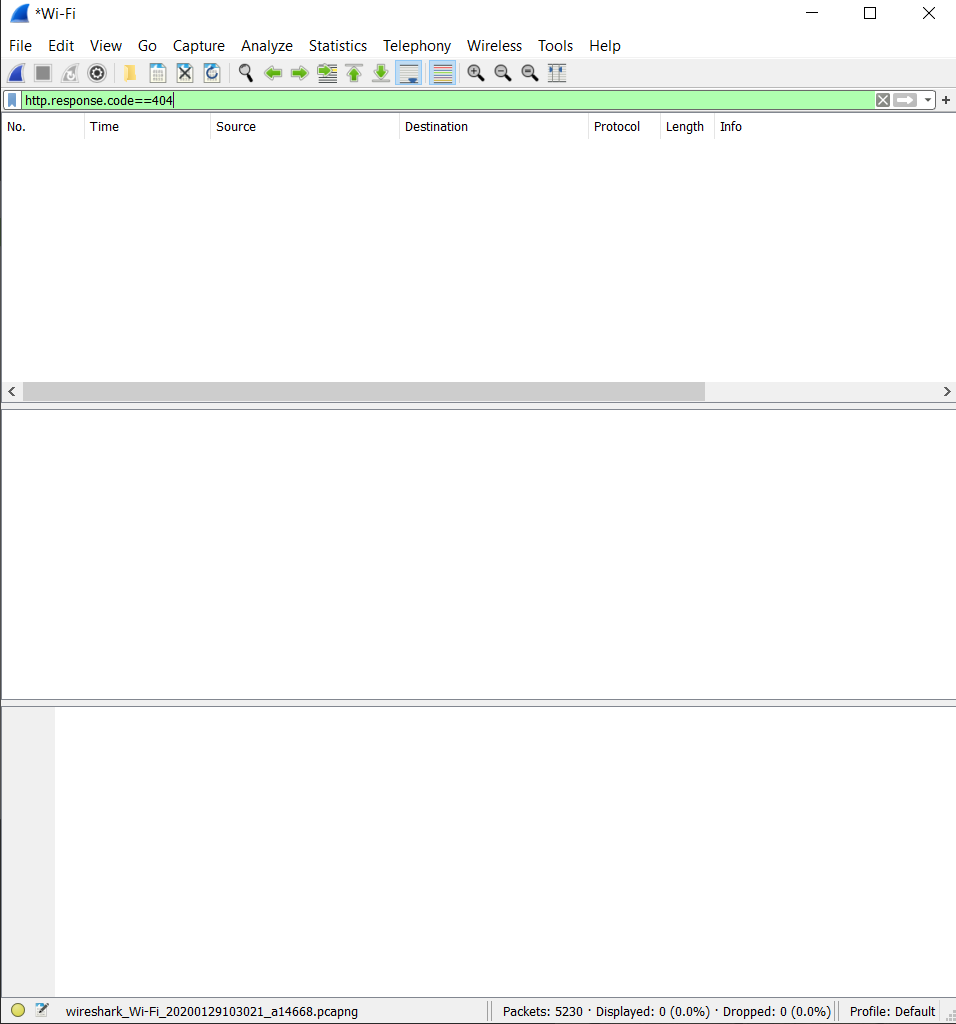 *Wi-Fi
File Edit View Go Capture Analyze Statistics Telephony Wireless Tools Help
http.response.code==404
No. Time Source Destination Protocol Length Info
wireshark_Wi-Fi_20200129103021_a14668.pcapng Packets: 5230 · Displayed: 0 (0.0%) · Dropped: 0 (0.0%) Profile: Default